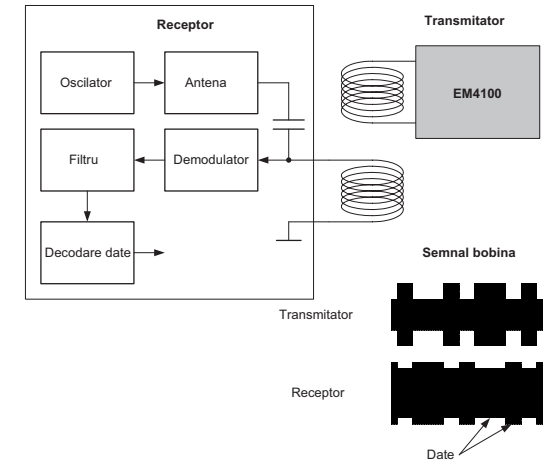 Receptor
Transmitator
Oscilator
Antena
EM4100
Filtru
Demodulator
Decodare date
Semnal bobina
Transmitator
Receptor
Date